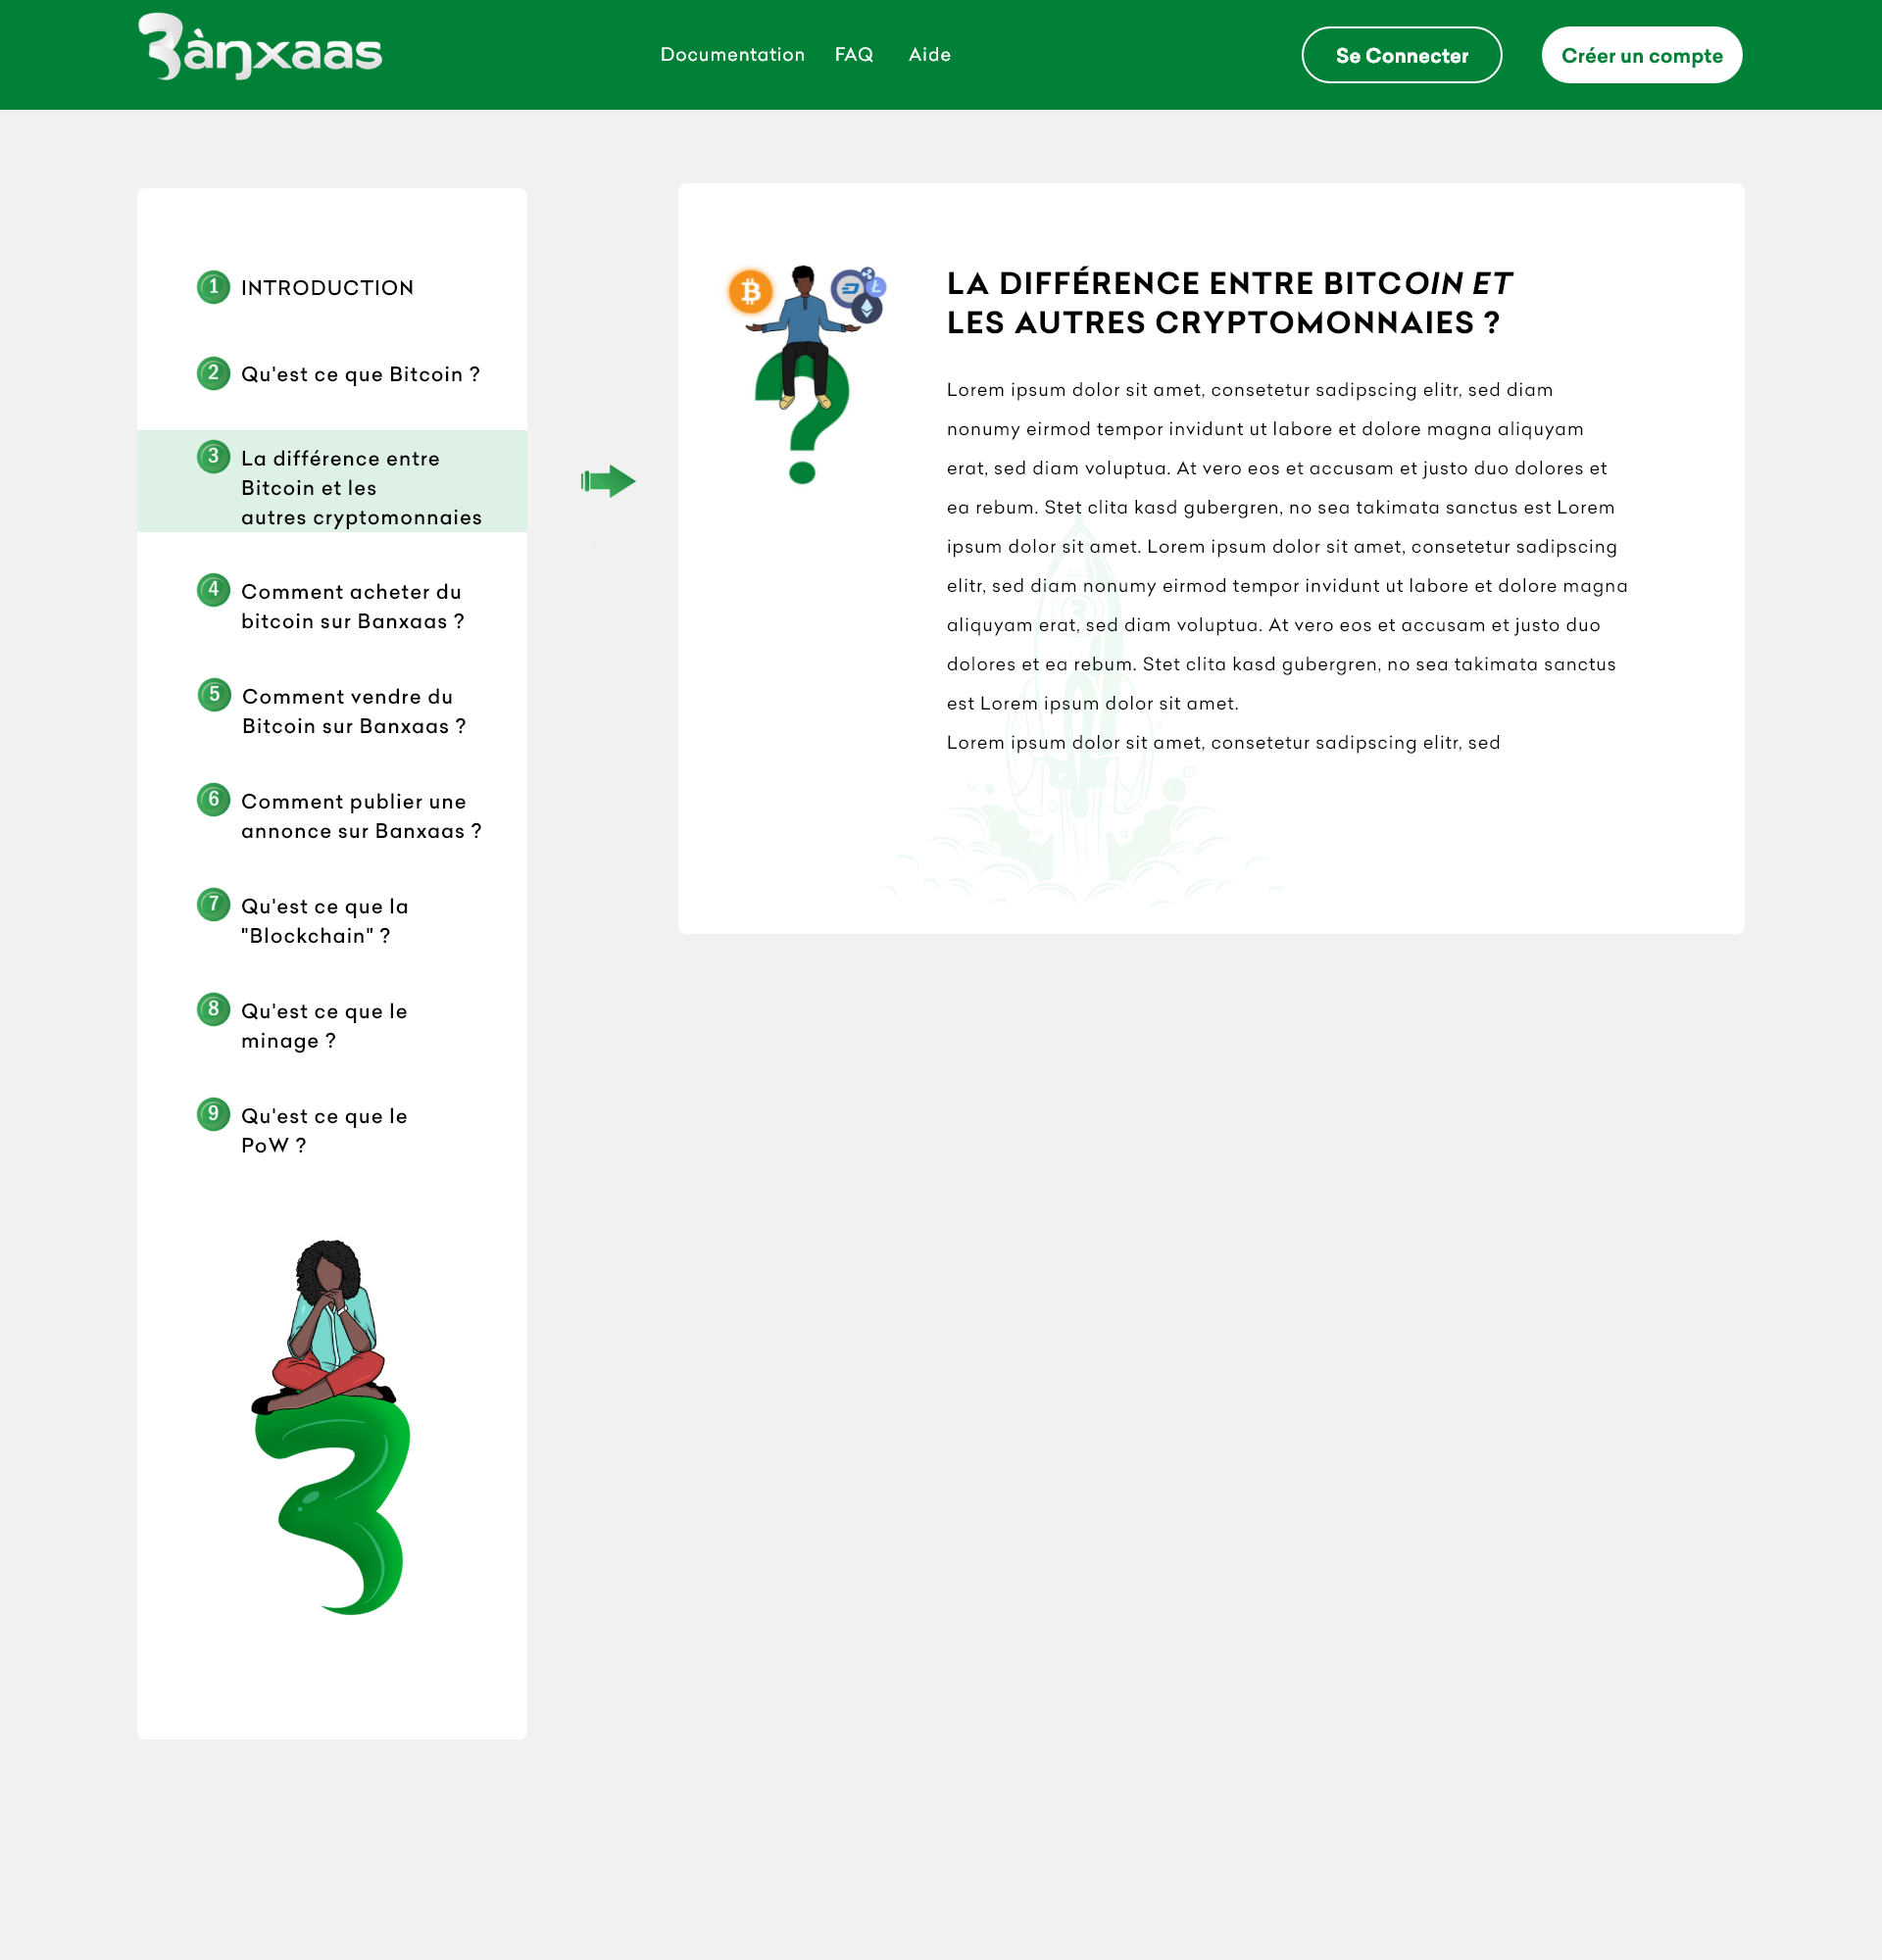 Bàŋxaas
Documentation FAQ Aide
Se Connecter
Créer un compte
1 INTRODUCTION
2 Qu'est ce que Bitcoin ?
3 La différence entre
Bitcoin et les
autres cryptomonnaies
4 Comment acheter du
bitcoin sur Banxaas ?
5 Comment vendre du
Bitcoin sur Banxaas ?
6 Comment publier une
annonce sur Banxaas ?
7 Qu'est ce que la
"Blockchain" ?
8 Qu'est ce que le
minage ?
9 Qu'est ce que le
PoW ?
LA DIFFÉRENCE ENTRE BITCOIN ET
LES AUTRES CRYPTOMONNAIES ?
Lorem ipsum dolor sit amet, consetetur sadipscing elitr, sed diam
nonumy eirmod tempor invidunt ut labore et dolore magna aliquyam
erat, sed diam voluptua. At vero eos et accusam et justo duo dolores et
ea rebum. Stet clita kasd gubergren, no sea takimata sanctus est Lorem
ipsum dolor sit amet. Lorem ipsum dolor sit amet, consetetur sadipscing
elitr, sed diam nonumy eirmod tempor invidunt ut labore et dolore magna
aliquyam erat, sed diam voluptua. At vero eos et accusam et justo duo
dolores et ea rebum. Stet clita kasd gubergren, no sea takimata sanctus
est Lorem ipsum dolor sit amet.
Lorem ipsum dolor sit amet, consetetur sadipscing elitr, sed